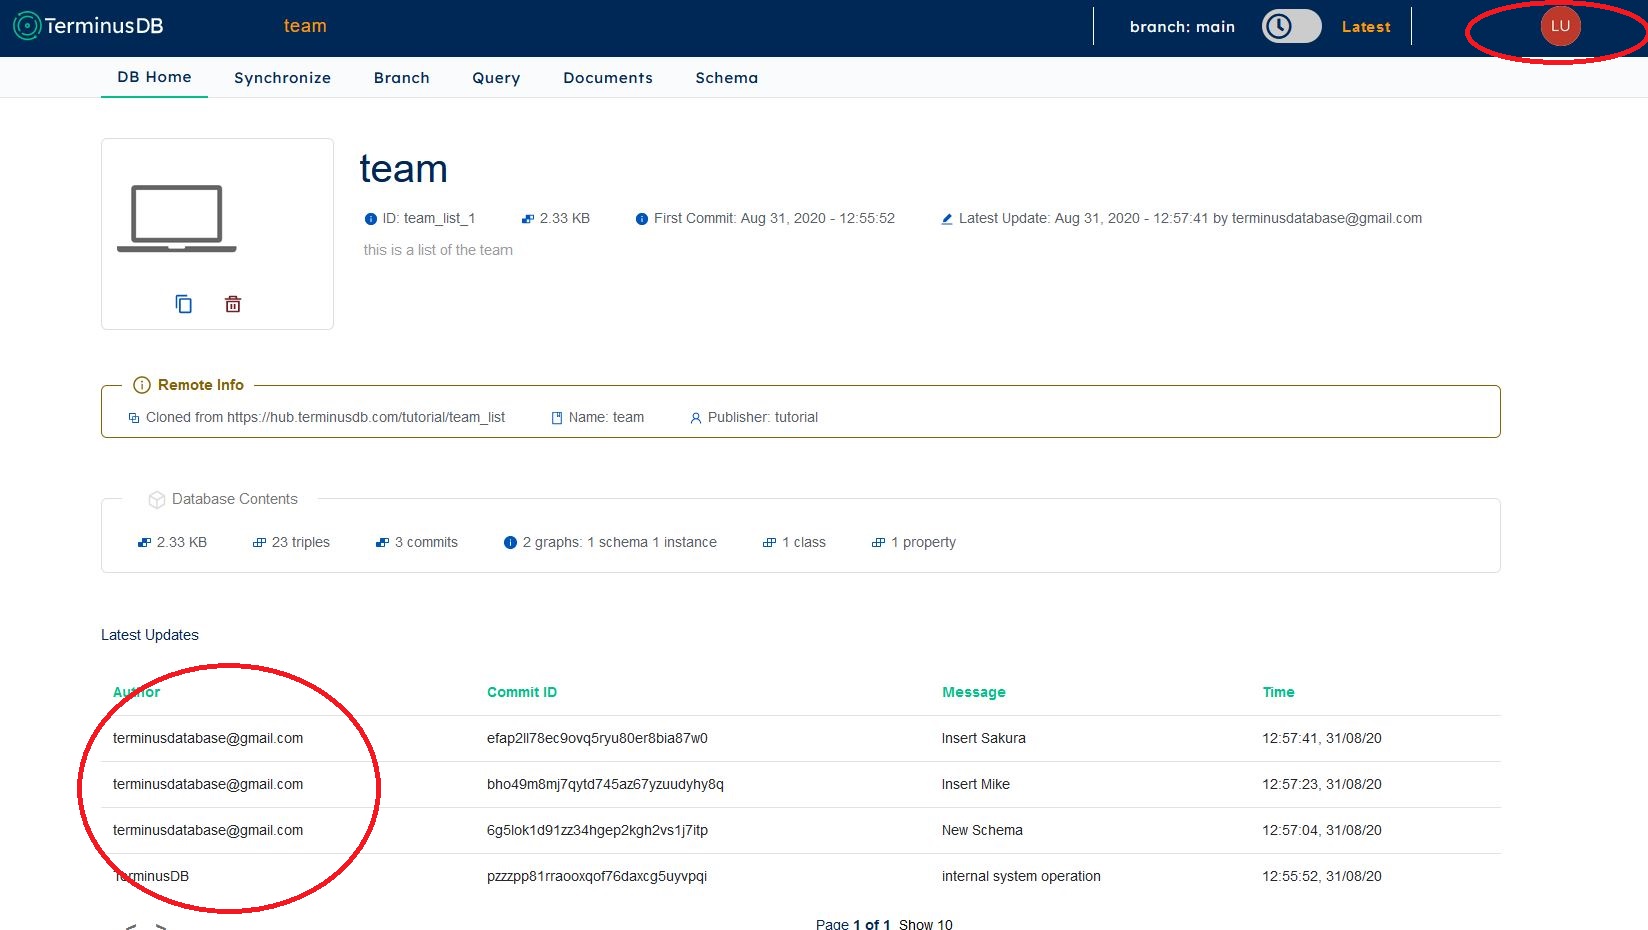 TerminusDB team branch: main Latest LU
DB Home Synchronize Branch Query Documents Schema
team
ID: team_list_1 2.33 KB First Commit: Aug 31, 2020 - 12:55:52 Latest Update: Aug 31, 2020 - 12:57:41 by terminusdatabase@gmail.com
this is a list of the team
Remote Info
Cloned from https://hub.terminusdb.com/tutorial/team_list Name: team Publisher: tutorial
Database Contents
2.33 KB 23 triples 3 commits 2 graphs: 1 schema 1 instance 1 class 1 property
Latest Updates
Author Commit ID Message Time
terminusdatabase@gmail.com efap2ll78ec9ovq5ryu80er8bia87w0 Insert Sakura 12:57:41, 31/08/20
terminusdatabase@gmail.com bho49m8mj7qytd745az67yzuudyhy8q Insert Mike 12:57:23, 31/08/20
terminusdatabase@gmail.com 6g5lok1d91zz34hgep2kgh2vs1j7itp New Schema 12:57:04, 31/08/20
TerminusDB pzzzpp81rraooxqof76daxcg5uyvpqi internal system operation 12:55:52, 31/08/20
< > Page 1 of 1 Show 10